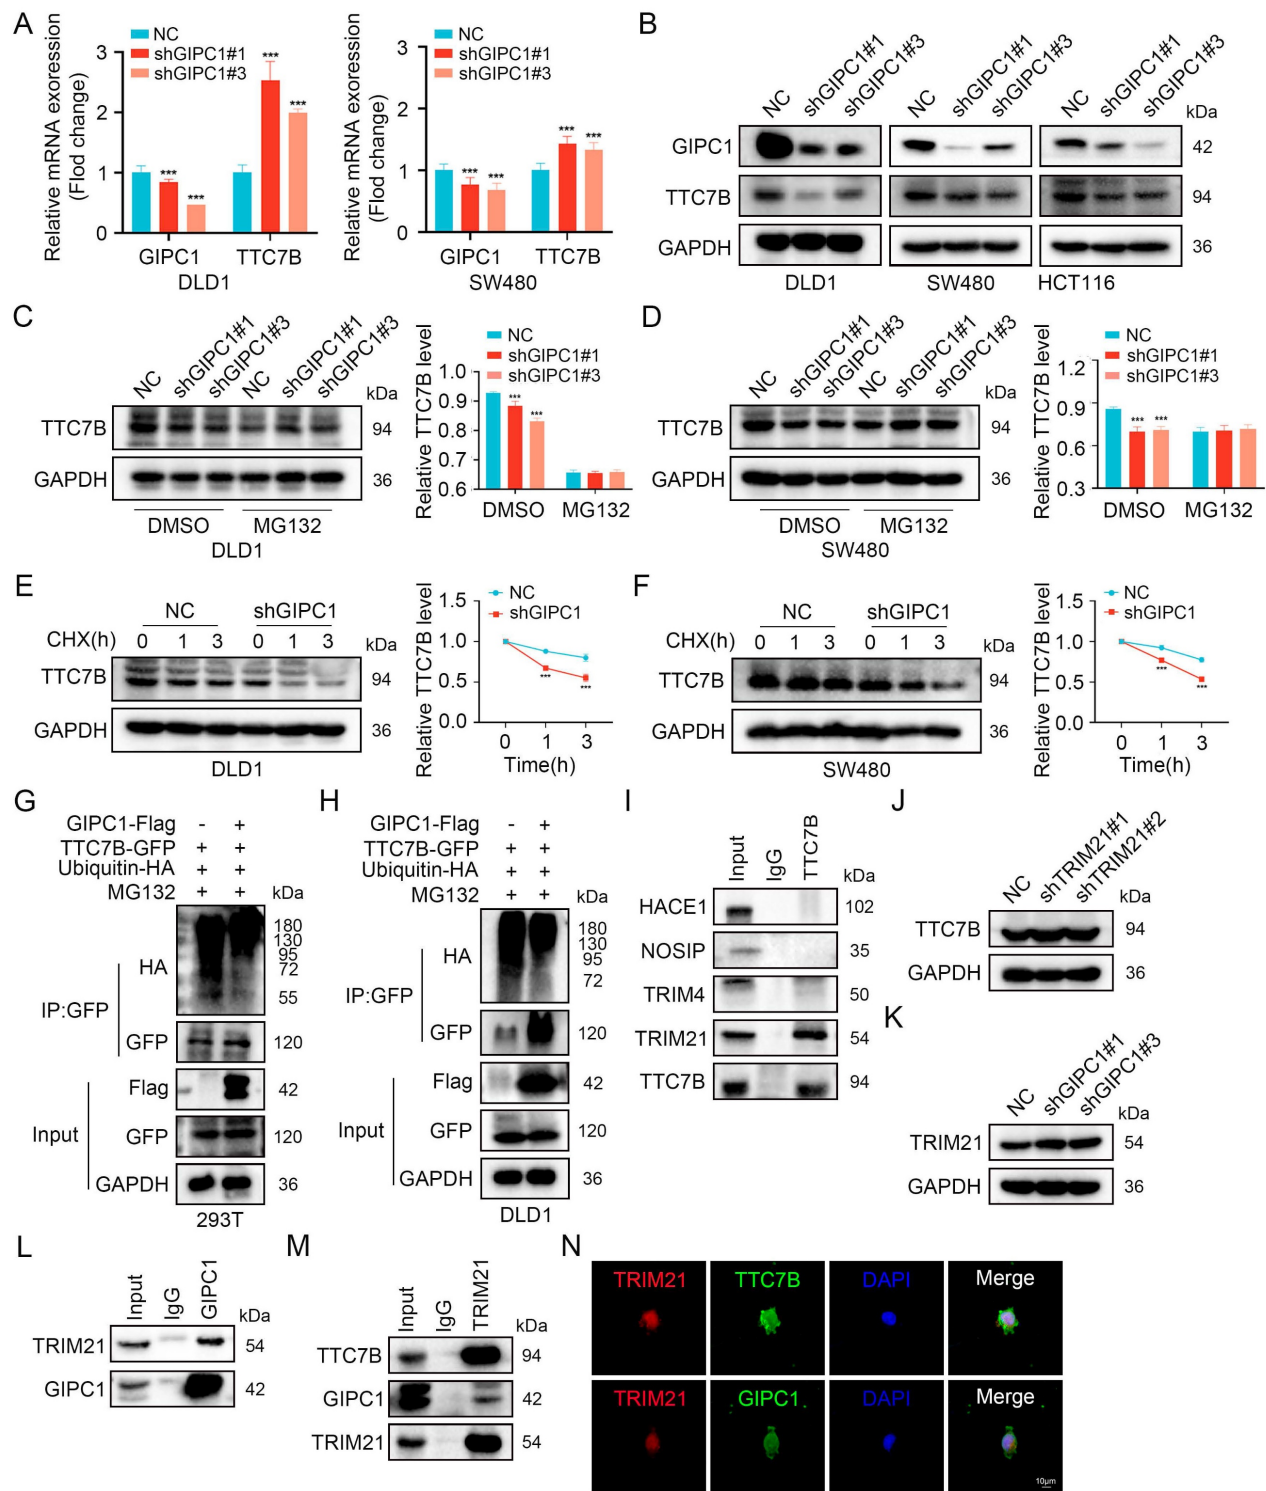 A
Relative mRNA exoression
(Flod change)
NC
shGIPC1#1
shGIPC1#3
3
2
1
0
***
***
***
***
GIPC1
TTC7B
DLD1
Relative mRNA exoression
(Flod change)
NC
shGIPC1#1
shGIPC1#3
3
2
1
0
***
***
***
***
GIPC1
TTC7B
SW480
B
NC
shGIPC1#1
shGIPC1#3
NC
shGIPC1#1
shGIPC1#3
NC
shGIPC1#1
shGIPC1#3
kDa
GIPC1
42
TTC7B
94
GAPDH
36
DLD1
SW480
HCT116
C
NC
shGIPC1#1
shGIPC1#3
NC
shGIPC1#1
shGIPC1#3
kDa
TTC7B
94
GAPDH
36
DMSO
MG132
DLD1
Relative TTC7B level
NC
shGIPC1#1
shGIPC1#3
1.0
0.9
0.8
0.7
0.6
***
***
DMSO
MG132
D
NC
shGIPC1#1
shGIPC1#3
NC
shGIPC1#1
shGIPC1#3
kDa
TTC7B
94
GAPDH
36
DMSO
MG132
SW480
Relative TTC7B level
NC
shGIPC1#1
shGIPC1#3
1.2
0.9
0.6
0.3
***
***
DMSO
MG132
E
NC
shGIPC1
CHX(h)
0 1 3 0 1 3
kDa
TTC7B
94
GAPDH
36
DLD1
Relative TTC7B level
NC
shGIPC1
1.5
1.0
0.5
0.0
***
***
0 1 3
Time(h)
F
NC
shGIPC1
CHX(h)
0 1 3 0 1 3
kDa
TTC7B
94
GAPDH
36
SW480
Relative TTC7B level
NC
shGIPC1
1.5
1.0
0.5
0.0
***
***
0 1 3
Time(h)
G
GIPC1-Flag - +
TTC7B-GFP + +
Ubiquitin-HA + +
MG132 + +
kDa
HA
180
130
95
72
55
IP:GFP
GFP
120
Flag
42
Input
GFP
120
GAPDH
36
293T
H
GIPC1-Flag - +
TTC7B-GFP + +
Ubiquitin-HA + +
MG132 + +
kDa
HA
180
130
95
72
IP:GFP
GFP
120
Flag
42
Input
GFP
120
GAPDH
36
DLD1
I
Input
IgG
TTC7B
kDa
HACE1
102
NOSIP
35
TRIM4
50
TRIM21
54
TTC7B
94
J
NC
shTRIM21#1
shTRIM21#2
kDa
TTC7B
94
GAPDH
36
K
NC
shGIPC1#1
shGIPC1#3
kDa
TRIM21
54
GAPDH
36
L
Input
IgG
GIPC1
kDa
TRIM21
54
GIPC1
42
M
Input
IgG
TRIM21
kDa
TTC7B
94
GIPC1
42
TRIM21
54
N
TRIM21
TTC7B
DAPI
Merge
TRIM21
GIPC1
DAPI
Merge
10μm